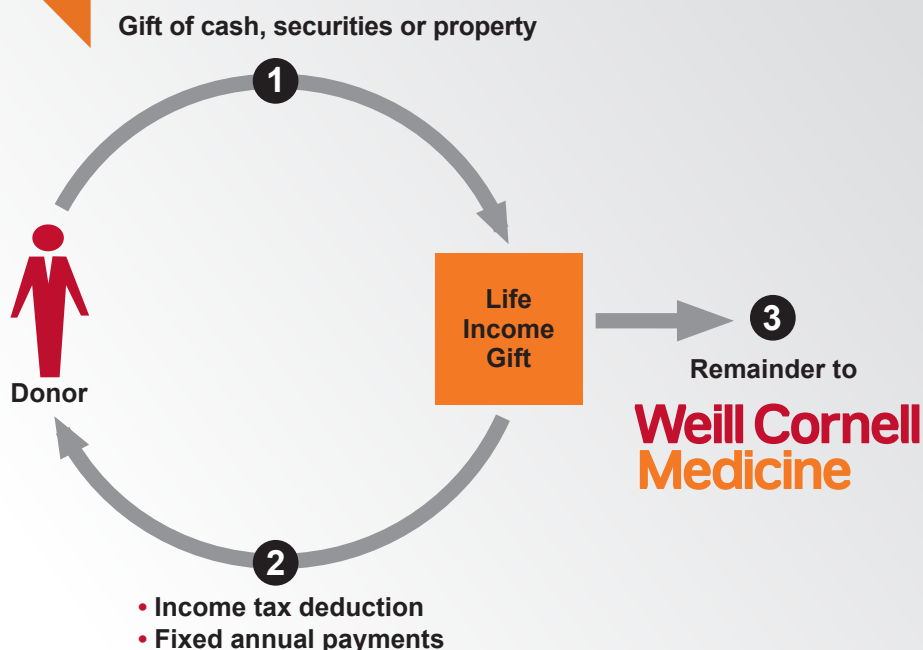 Gift of cash, securities or property
1
Donor
Life
Income
Gift
3
Remainder to
Weill Cornell
Medicine
2
• Income tax deduction
• Fixed annual payments